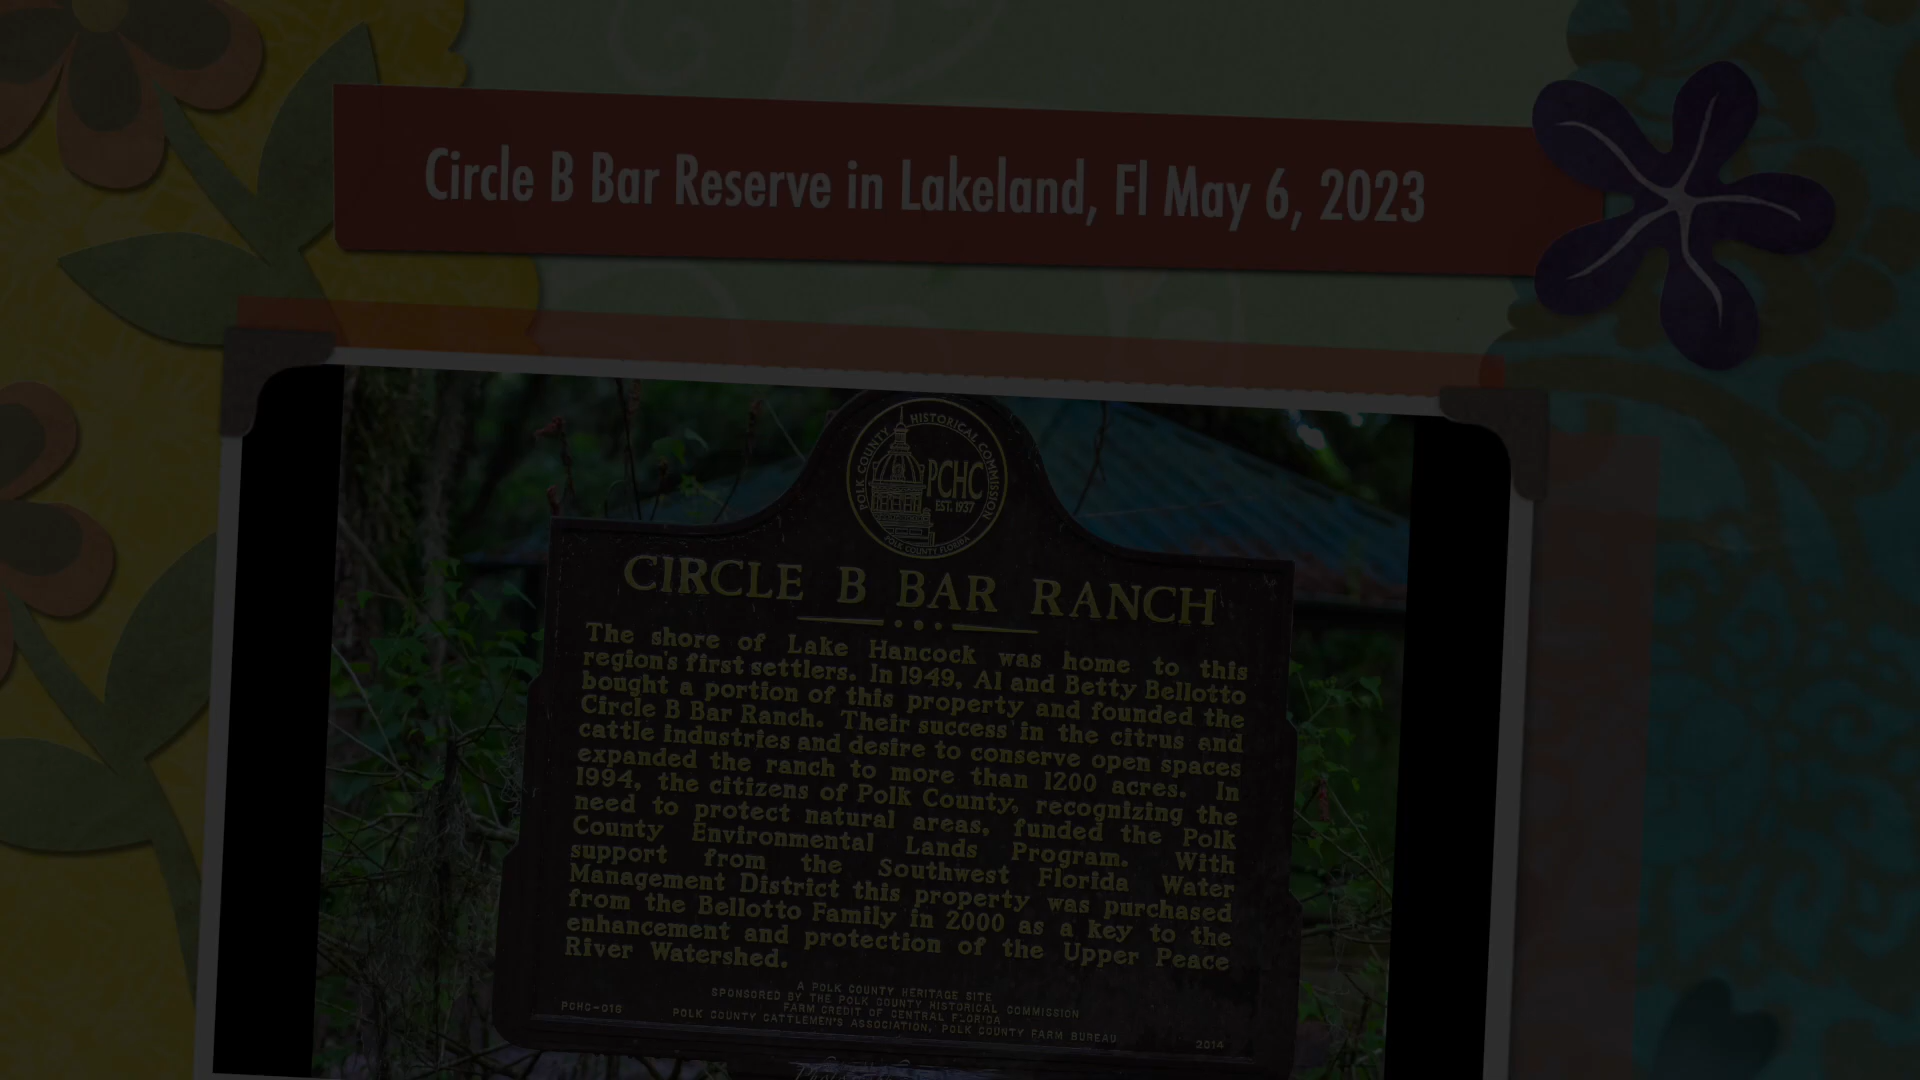 Circle B Bar Reserve in Lakeland, Fl May 6, 2023
POLK COUNTY HISTORICAL COMMISSION
PCHC
EST. 1937
POLK COUNTY FLORIDA
CIRCLE B BAR RANCH
The shore of Lake Hancock was home to this
region's first settlers. In 1949, Al and Betty Bellotto
bought a portion of this property and founded the
Circle B Bar Ranch. Their success in the citrus and
cattle industries and desire to conserve open spaces
expanded the ranch to more than 1200 acres. In
1994, the citizens of Polk County, recognizing the
need to protect natural areas, funded the Polk
County Environmental Lands Program. With
support from the Southwest Florida Water
Management District this property was purchased
from the Bellotto Family in 2000 as a key to the
enhancement and protection of the Upper Peace
River Watershed.
A POLK COUNTY HERITAGE SITE
SPONSORED BY THE POLK COUNTY HISTORICAL COMMISSION
FARM CREDIT OF CENTRAL FLORIDA
POLK COUNTY CATTLEMEN'S ASSOCIATION, POLK COUNTY FARM BUREAU
PCHC-016
2014